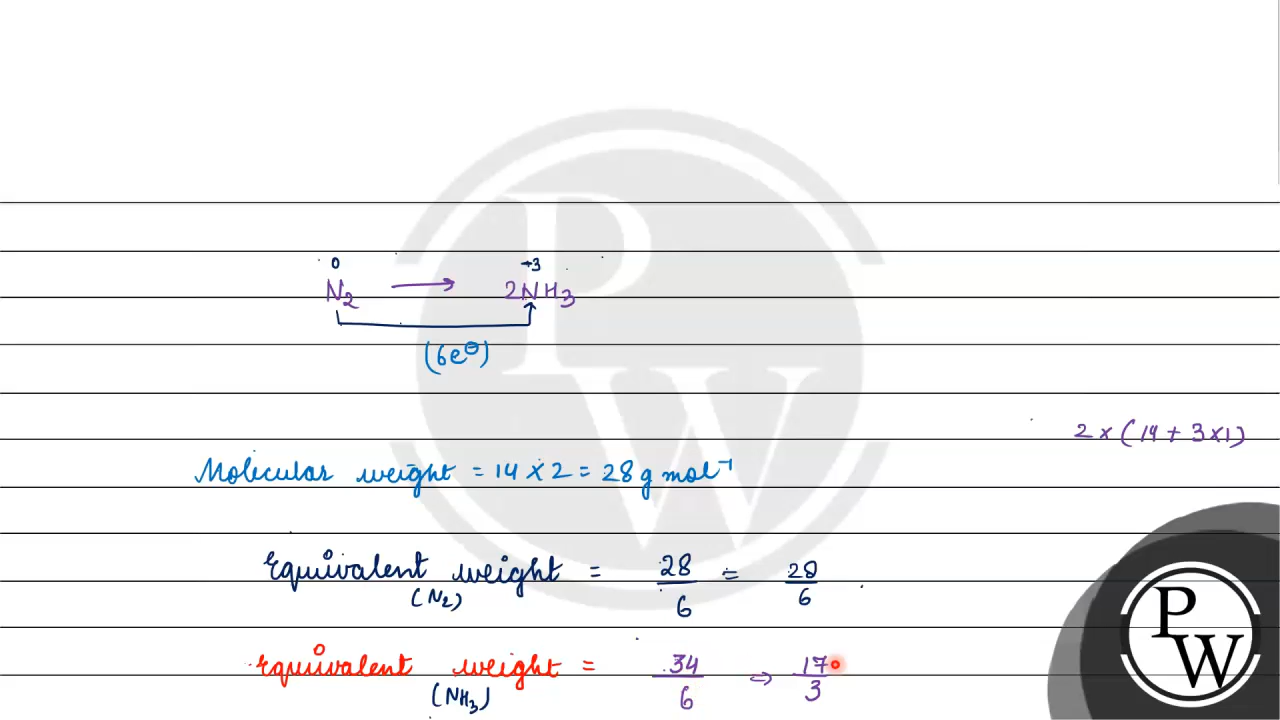 0 -3
N₂ → 2NH₃
(6e⊖)
2 × (14 + 3×1)
Molecular weight = 14 × 2 = 28 g mol⁻¹
Equivalent weight (N₂) = 28/6 = 28/6
Equivalent weight (NH₃) = 34/6 ⇒ 17/3
P
W
P
W